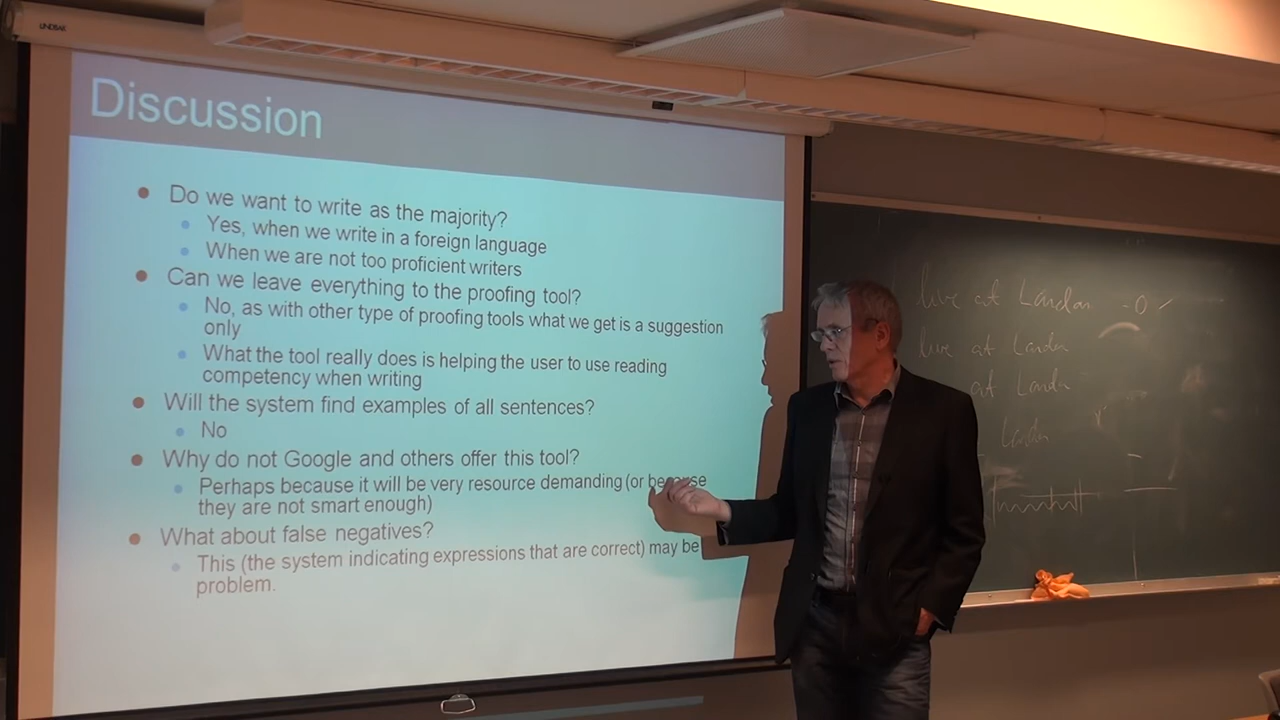 Discussion
Do we want to write as the majority?
Yes, when we write in a foreign language
When we are not too proficient writers
Can we leave everything to the proofing tool?
No, as with other type of proofing tools what we get is a suggestion
only
What the tool really does is helping the user to use reading
competency when writing
Will the system find examples of all sentences?
No
Why do not Google and others offer this tool?
Perhaps because it will be very resource demanding (or because
they are not smart enough)
What about false negatives?
This (the system indicating expressions that are correct) may be
problem.
live at London - 0
live at London
at London
London